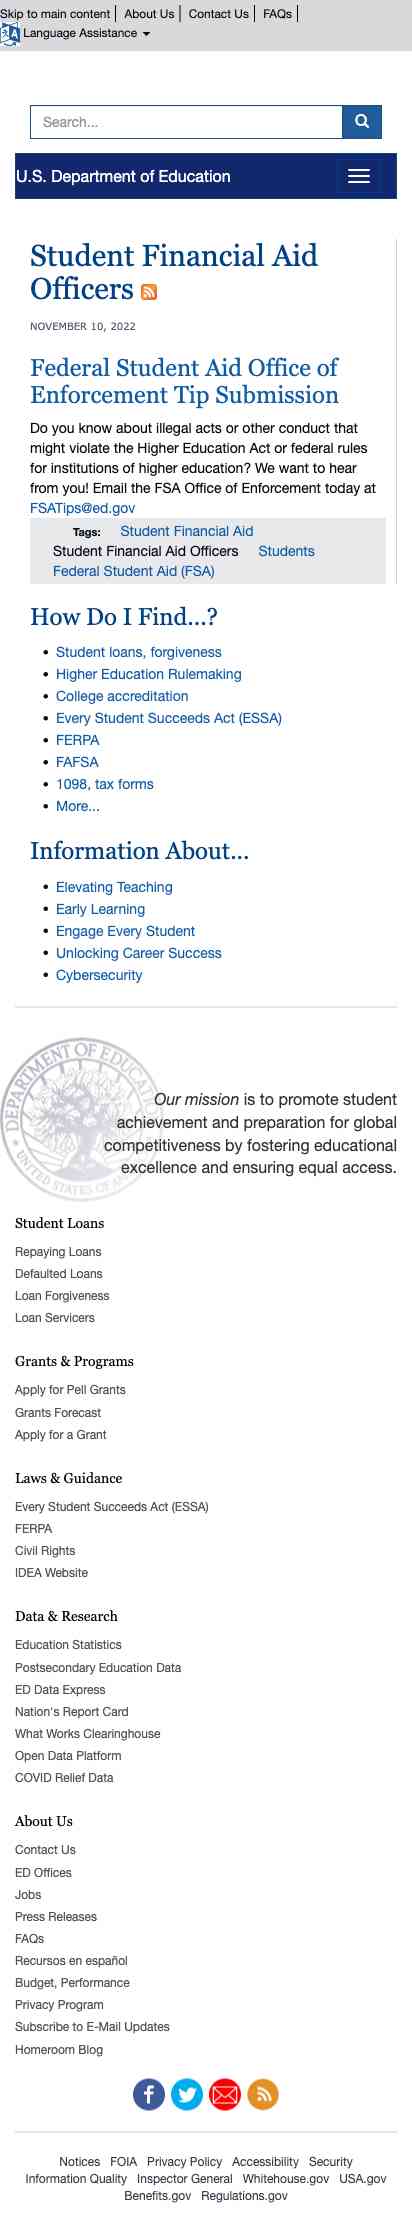 Skip to main content About Us Contact Us FAQs
Language Assistance
Search...
U.S. Department of Education
Student Financial Aid
Officers
NOVEMBER 10, 2022
Federal Student Aid Office of
Enforcement Tip Submission
Do you know about illegal acts or other conduct that
might violate the Higher Education Act or federal rules
for institutions of higher education? We want to hear
from you! Email the FSA Office of Enforcement today at
FSATips@ed.gov
Tags: Student Financial Aid
Student Financial Aid Officers Students
Federal Student Aid (FSA)
How Do I Find...?
• Student loans, forgiveness
• Higher Education Rulemaking
• College accreditation
• Every Student Succeeds Act (ESSA)
• FERPA
• FAFSA
• 1098, tax forms
• More...
Information About...
• Elevating Teaching
• Early Learning
• Engage Every Student
• Unlocking Career Success
• Cybersecurity
Our mission is to promote student
achievement and preparation for global
competitiveness by fostering educational
excellence and ensuring equal access.
Student Loans
Repaying Loans
Defaulted Loans
Loan Forgiveness
Loan Servicers
Grants & Programs
Apply for Pell Grants
Grants Forecast
Apply for a Grant
Laws & Guidance
Every Student Succeeds Act (ESSA)
FERPA
Civil Rights
IDEA Website
Data & Research
Education Statistics
Postsecondary Education Data
ED Data Express
Nation's Report Card
What Works Clearinghouse
Open Data Platform
COVID Relief Data
About Us
Contact Us
ED Offices
Jobs
Press Releases
FAQs
Recursos en español
Budget, Performance
Privacy Program
Subscribe to E-Mail Updates
Homeroom Blog
Notices FOIA Privacy Policy Accessibility Security
Information Quality Inspector General Whitehouse.gov USA.gov
Benefits.gov Regulations.gov